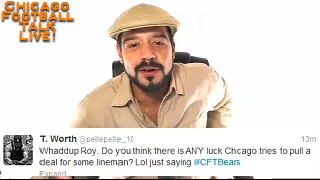 CHICAGO
FOOTBALL
TALK
LIVE!
T. Worth @pellepelle_10 13m
Whaddup Roy. Do you think there is ANY luck Chicago tries to pull a
deal for some lineman? Lol just saying #CFTBears
Expand